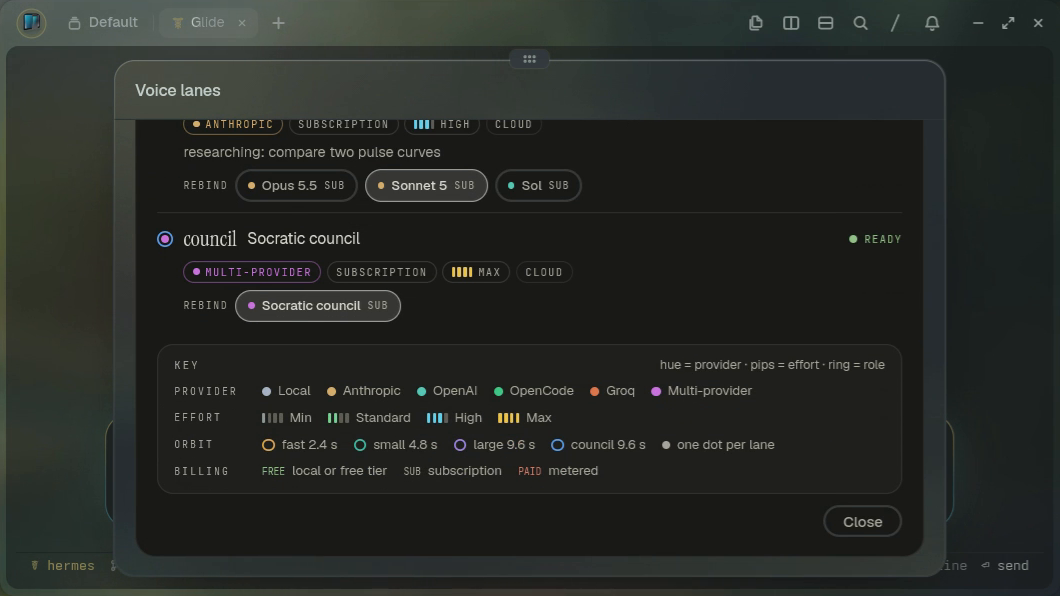 Default
Glide
Voice lanes
ANTHROPIC SUBSCRIPTION HIGH CLOUD
researching: compare two pulse curves
REBIND Opus 5.5 SUB Sonnet 5 SUB Sol SUB
council Socratic council READY
MULTI-PROVIDER SUBSCRIPTION MAX CLOUD
REBIND Socratic council SUB
KEY hue = provider · pips = effort · ring = role
PROVIDER Local Anthropic OpenAI OpenCode Groq Multi-provider
EFFORT Min Standard High Max
ORBIT fast 2.4 s small 4.8 s large 9.6 s council 9.6 s one dot per lane
BILLING FREE local or free tier SUB subscription PAID metered
Close
hermes send